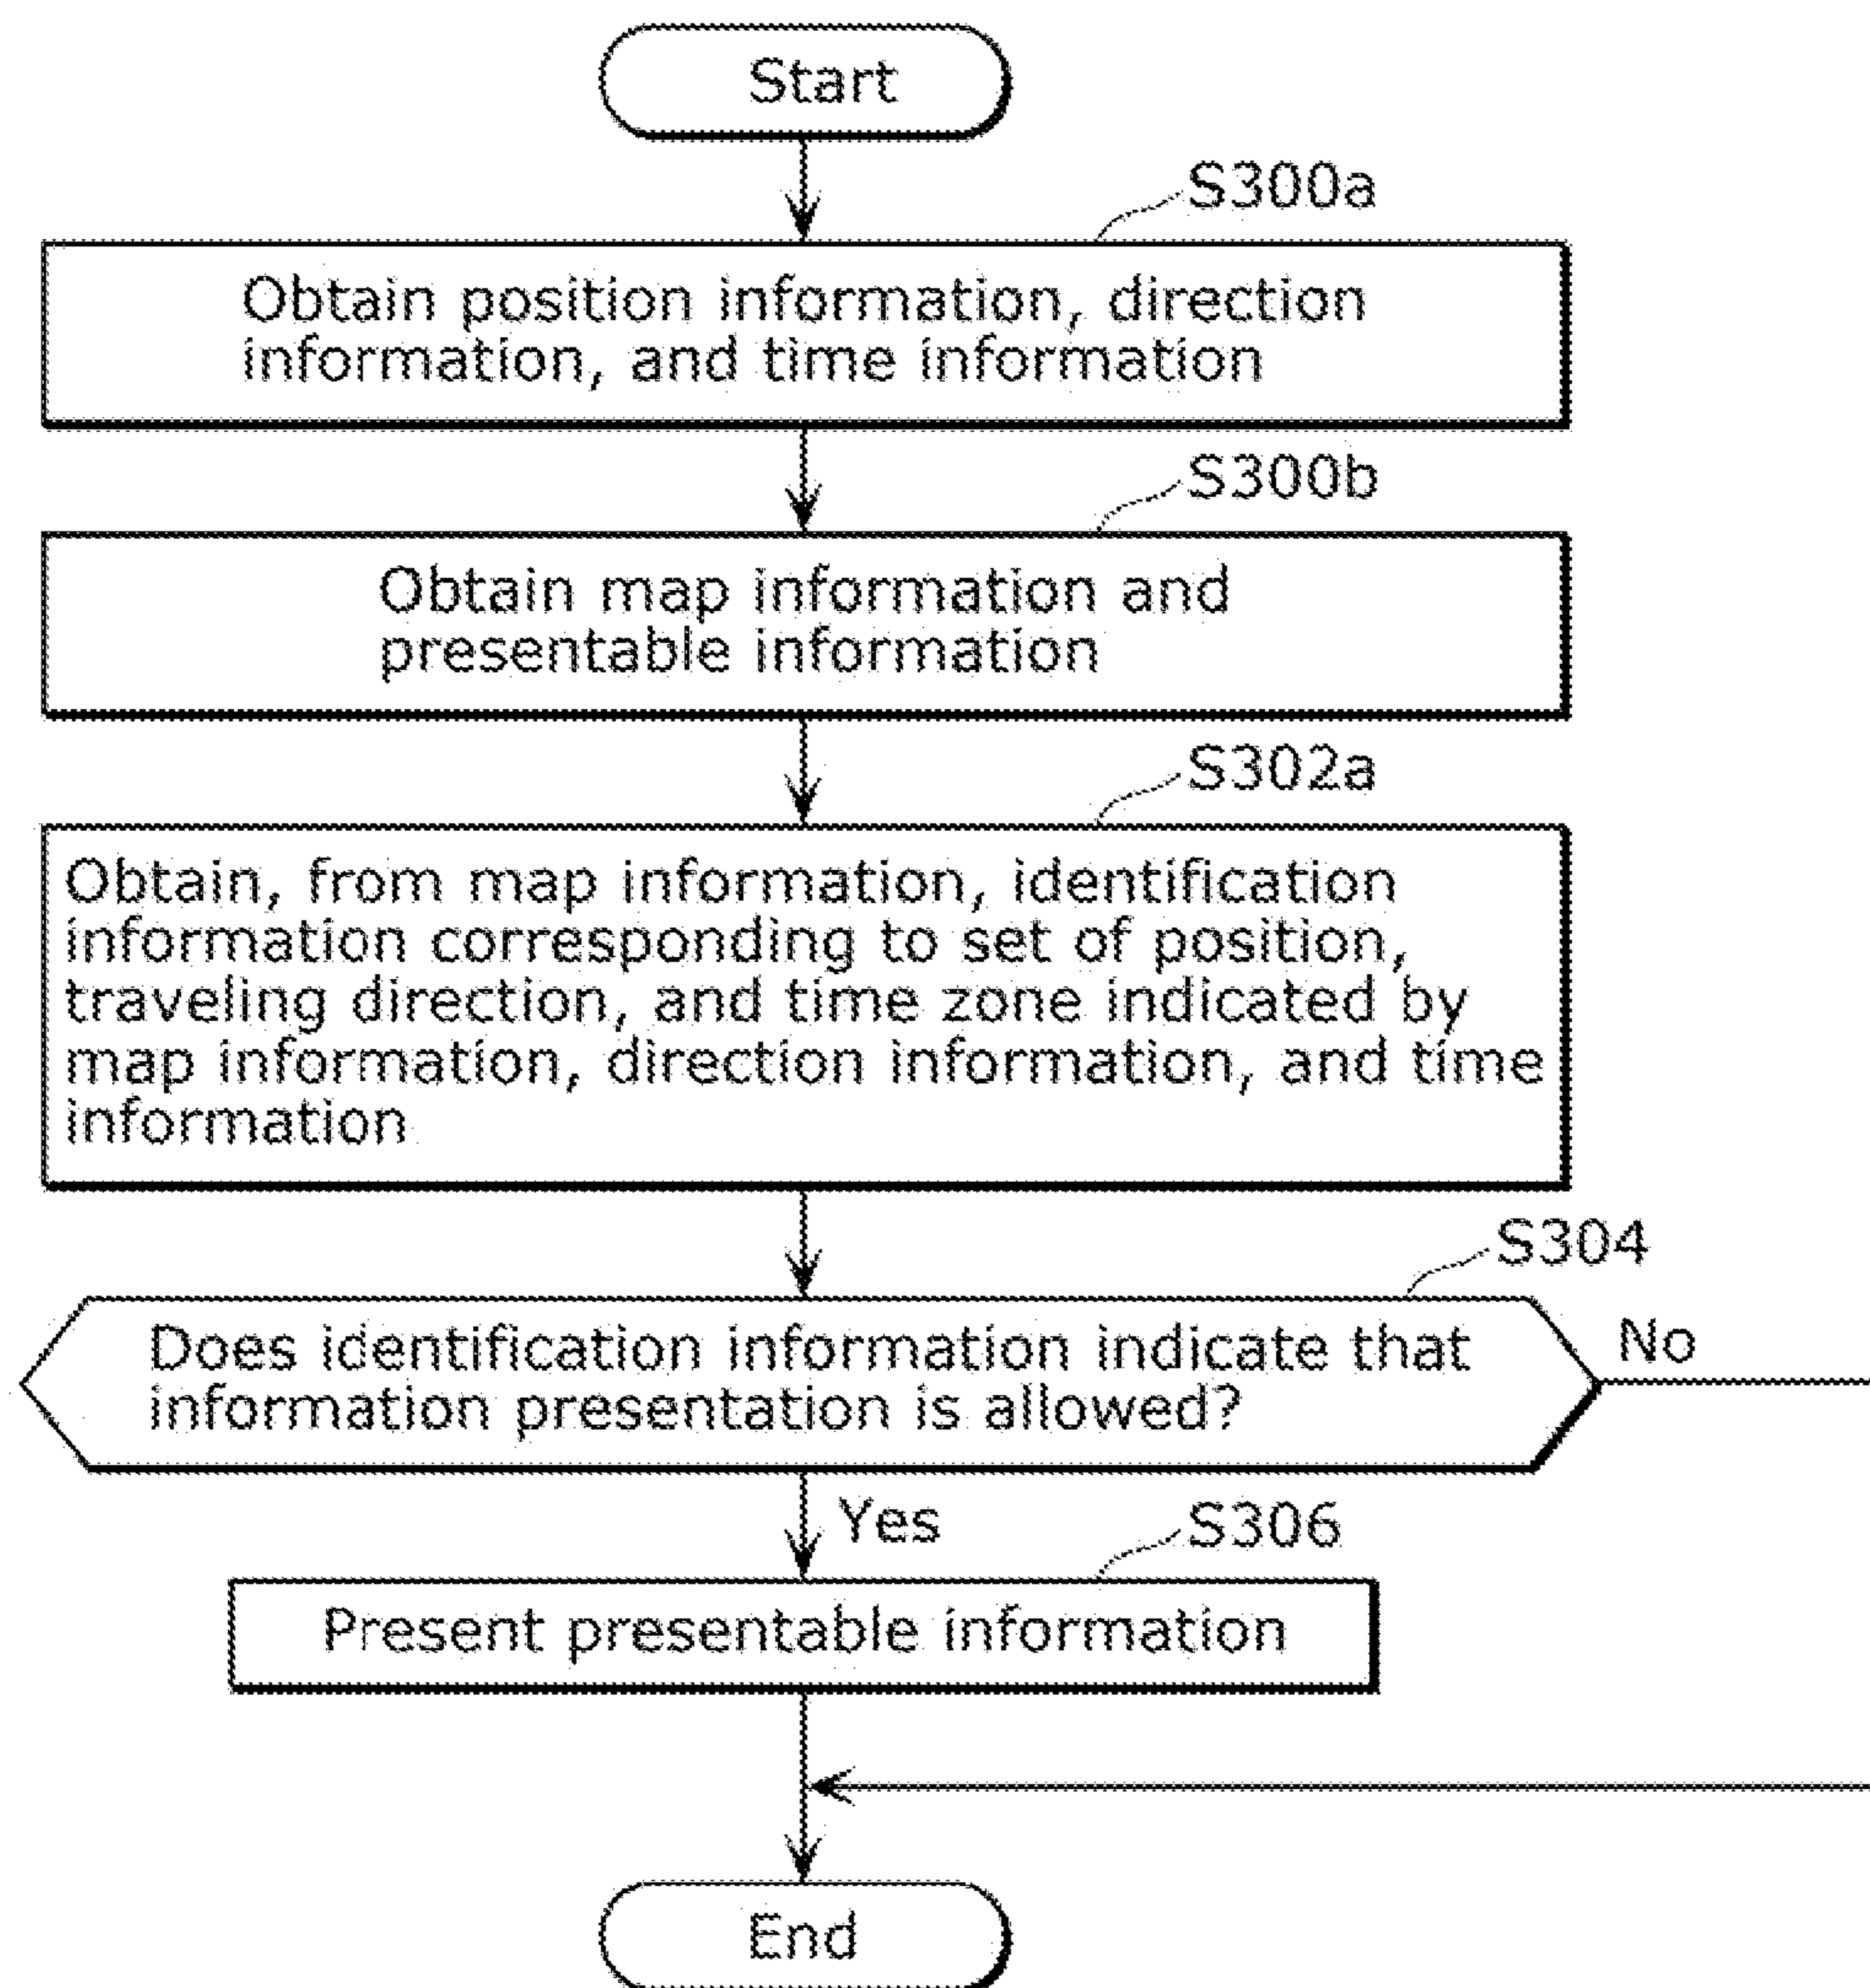 Start
S300a
Obtain position information, direction
information, and time information
S300b
Obtain map information and
presentable information
S302a
Obtain, from map information, identification
information corresponding to set of position,
traveling direction, and time zone indicated by
map information, direction information, and time
information
S304
Does identification information indicate that
information presentation is allowed?
No
Yes
S306
Present presentable information
End